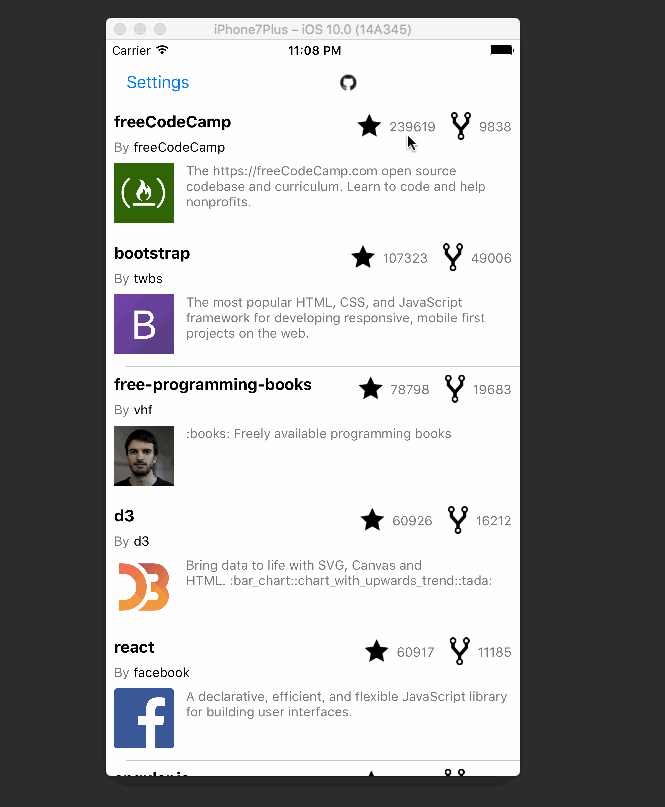 iPhone7Plus – iOS 10.0 (14A345)
Carrier 11:08 PM
Settings
freeCodeCamp 239619 9838
By freeCodeCamp
The https://freeCodeCamp.com open source
codebase and curriculum. Learn to code and help
nonprofits.
bootstrap 107323 49006
By twbs
B
The most popular HTML, CSS, and JavaScript
framework for developing responsive, mobile first
projects on the web.
free-programming-books 78798 19683
By vhf
:books: Freely available programming books
d3 60926 16212
By d3
Bring data to life with SVG, Canvas and
HTML. :bar_chart::chart_with_upwards_trend::tada:
react 60917 11185
By facebook
A declarative, efficient, and flexible JavaScript library
for building user interfaces.